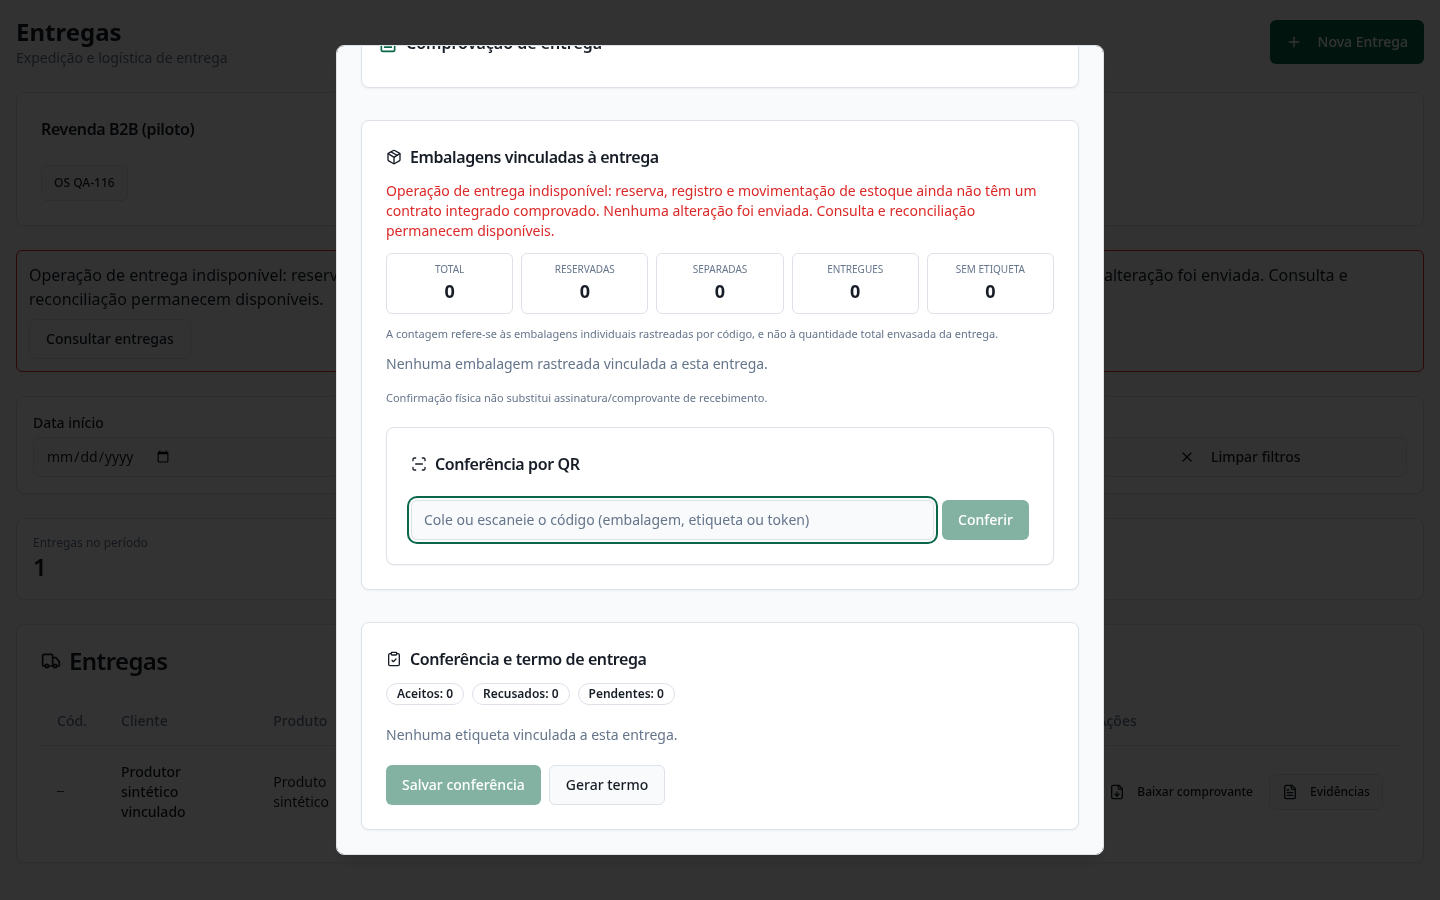 Entregas
Expedição e logística de entrega
Nova Entrega
Revenda B2B (piloto)
OS QA-116
Operação de entrega indisponível: reserv
alteração foi enviada. Consulta e
reconciliação permanecem disponíveis.
Consultar entregas
Data início
mm/dd/yyyy
Limpar filtros
Entregas no período
1
Entregas
Cód.
Cliente
Produto
Ações
–
Produtor
sintético
vinculado
Produto
sintético
Baixar comprovante
Evidências
Comprovação de entrega
Embalagens vinculadas à entrega
Operação de entrega indisponível: reserva, registro e movimentação de estoque ainda não têm um
contrato integrado comprovado. Nenhuma alteração foi enviada. Consulta e reconciliação
permanecem disponíveis.
TOTAL
0
RESERVADAS
0
SEPARADAS
0
ENTREGUES
0
SEM ETIQUETA
0
A contagem refere-se às embalagens individuais rastreadas por código, e não à quantidade total envasada da entrega.
Nenhuma embalagem rastreada vinculada a esta entrega.
Confirmação física não substitui assinatura/comprovante de recebimento.
Conferência por QR
Cole ou escaneie o código (embalagem, etiqueta ou token)
Conferir
Conferência e termo de entrega
Aceitos: 0
Recusados: 0
Pendentes: 0
Nenhuma etiqueta vinculada a esta entrega.
Salvar conferência
Gerar termo